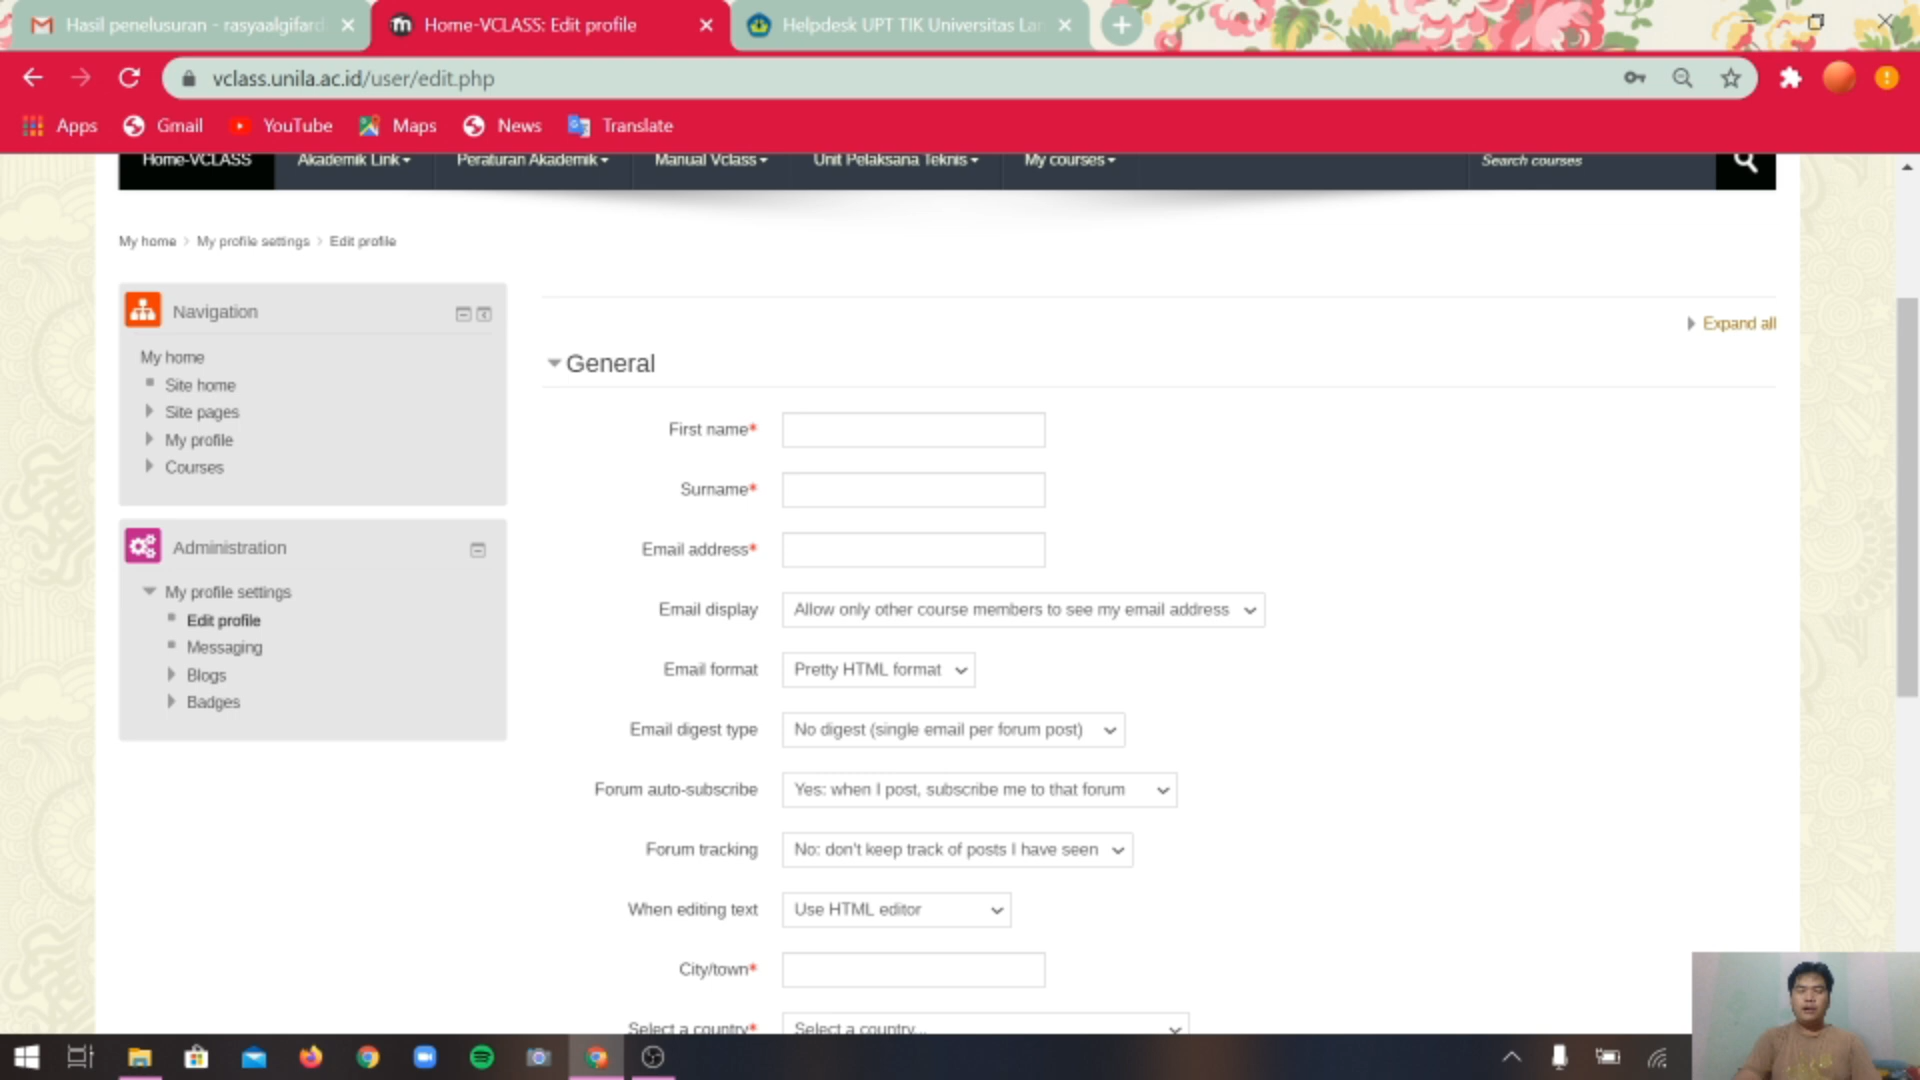 Hasil penelusuran - rasyaalgifard
Home-VCLASS: Edit profile
Helpdesk UPT TIK Universitas Lan
vclass.unila.ac.id/user/edit.php
Apps
Gmail
YouTube
Maps
News
Translate
Home-VCLASS
Akademik Link
Peraturan Akademik
Manual Vclass
Unit Pelaksana Teknis
My courses
Search courses
My home > My profile settings > Edit profile
Navigation
My home
Site home
Site pages
My profile
Courses
Administration
My profile settings
Edit profile
Messaging
Blogs
Badges
Expand all
General
First name*
Surname*
Email address*
Email display Allow only other course members to see my email address
Email format Pretty HTML format
Email digest type No digest (single email per forum post)
Forum auto-subscribe Yes: when I post, subscribe me to that forum
Forum tracking No: don't keep track of posts I have seen
When editing text Use HTML editor
City/town*
Select a country* Select a country...